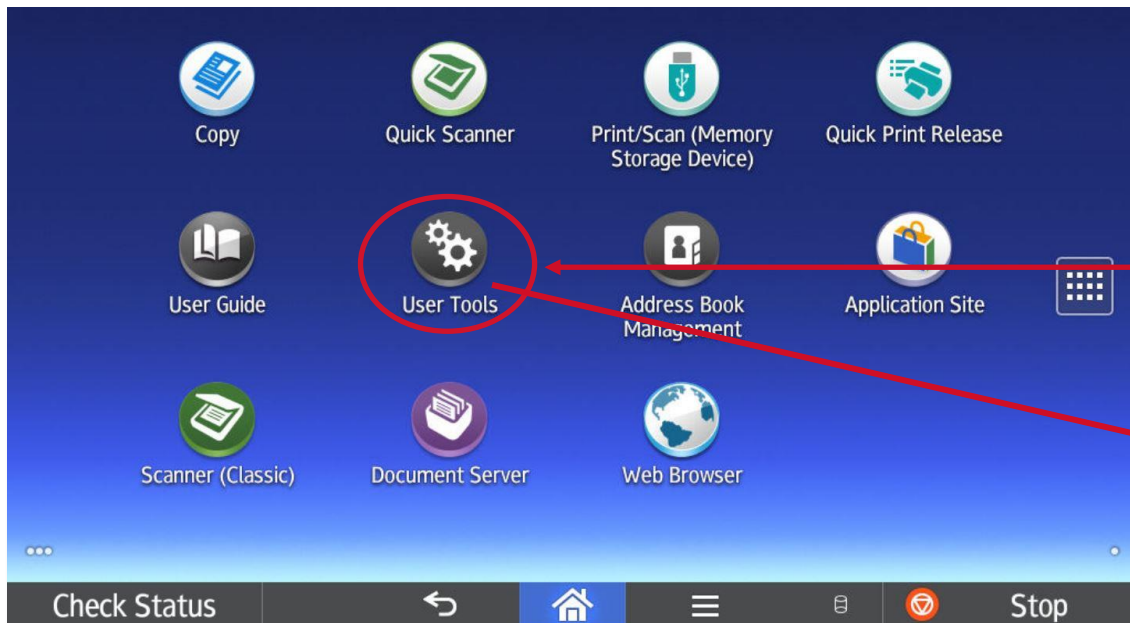 Copy
Quick Scanner
Print/Scan (Memory
Storage Device)
Quick Print Release
User Guide
User Tools
Address Book
Management
Application Site
Scanner (Classic)
Document Server
Web Browser
Check Status
Stop